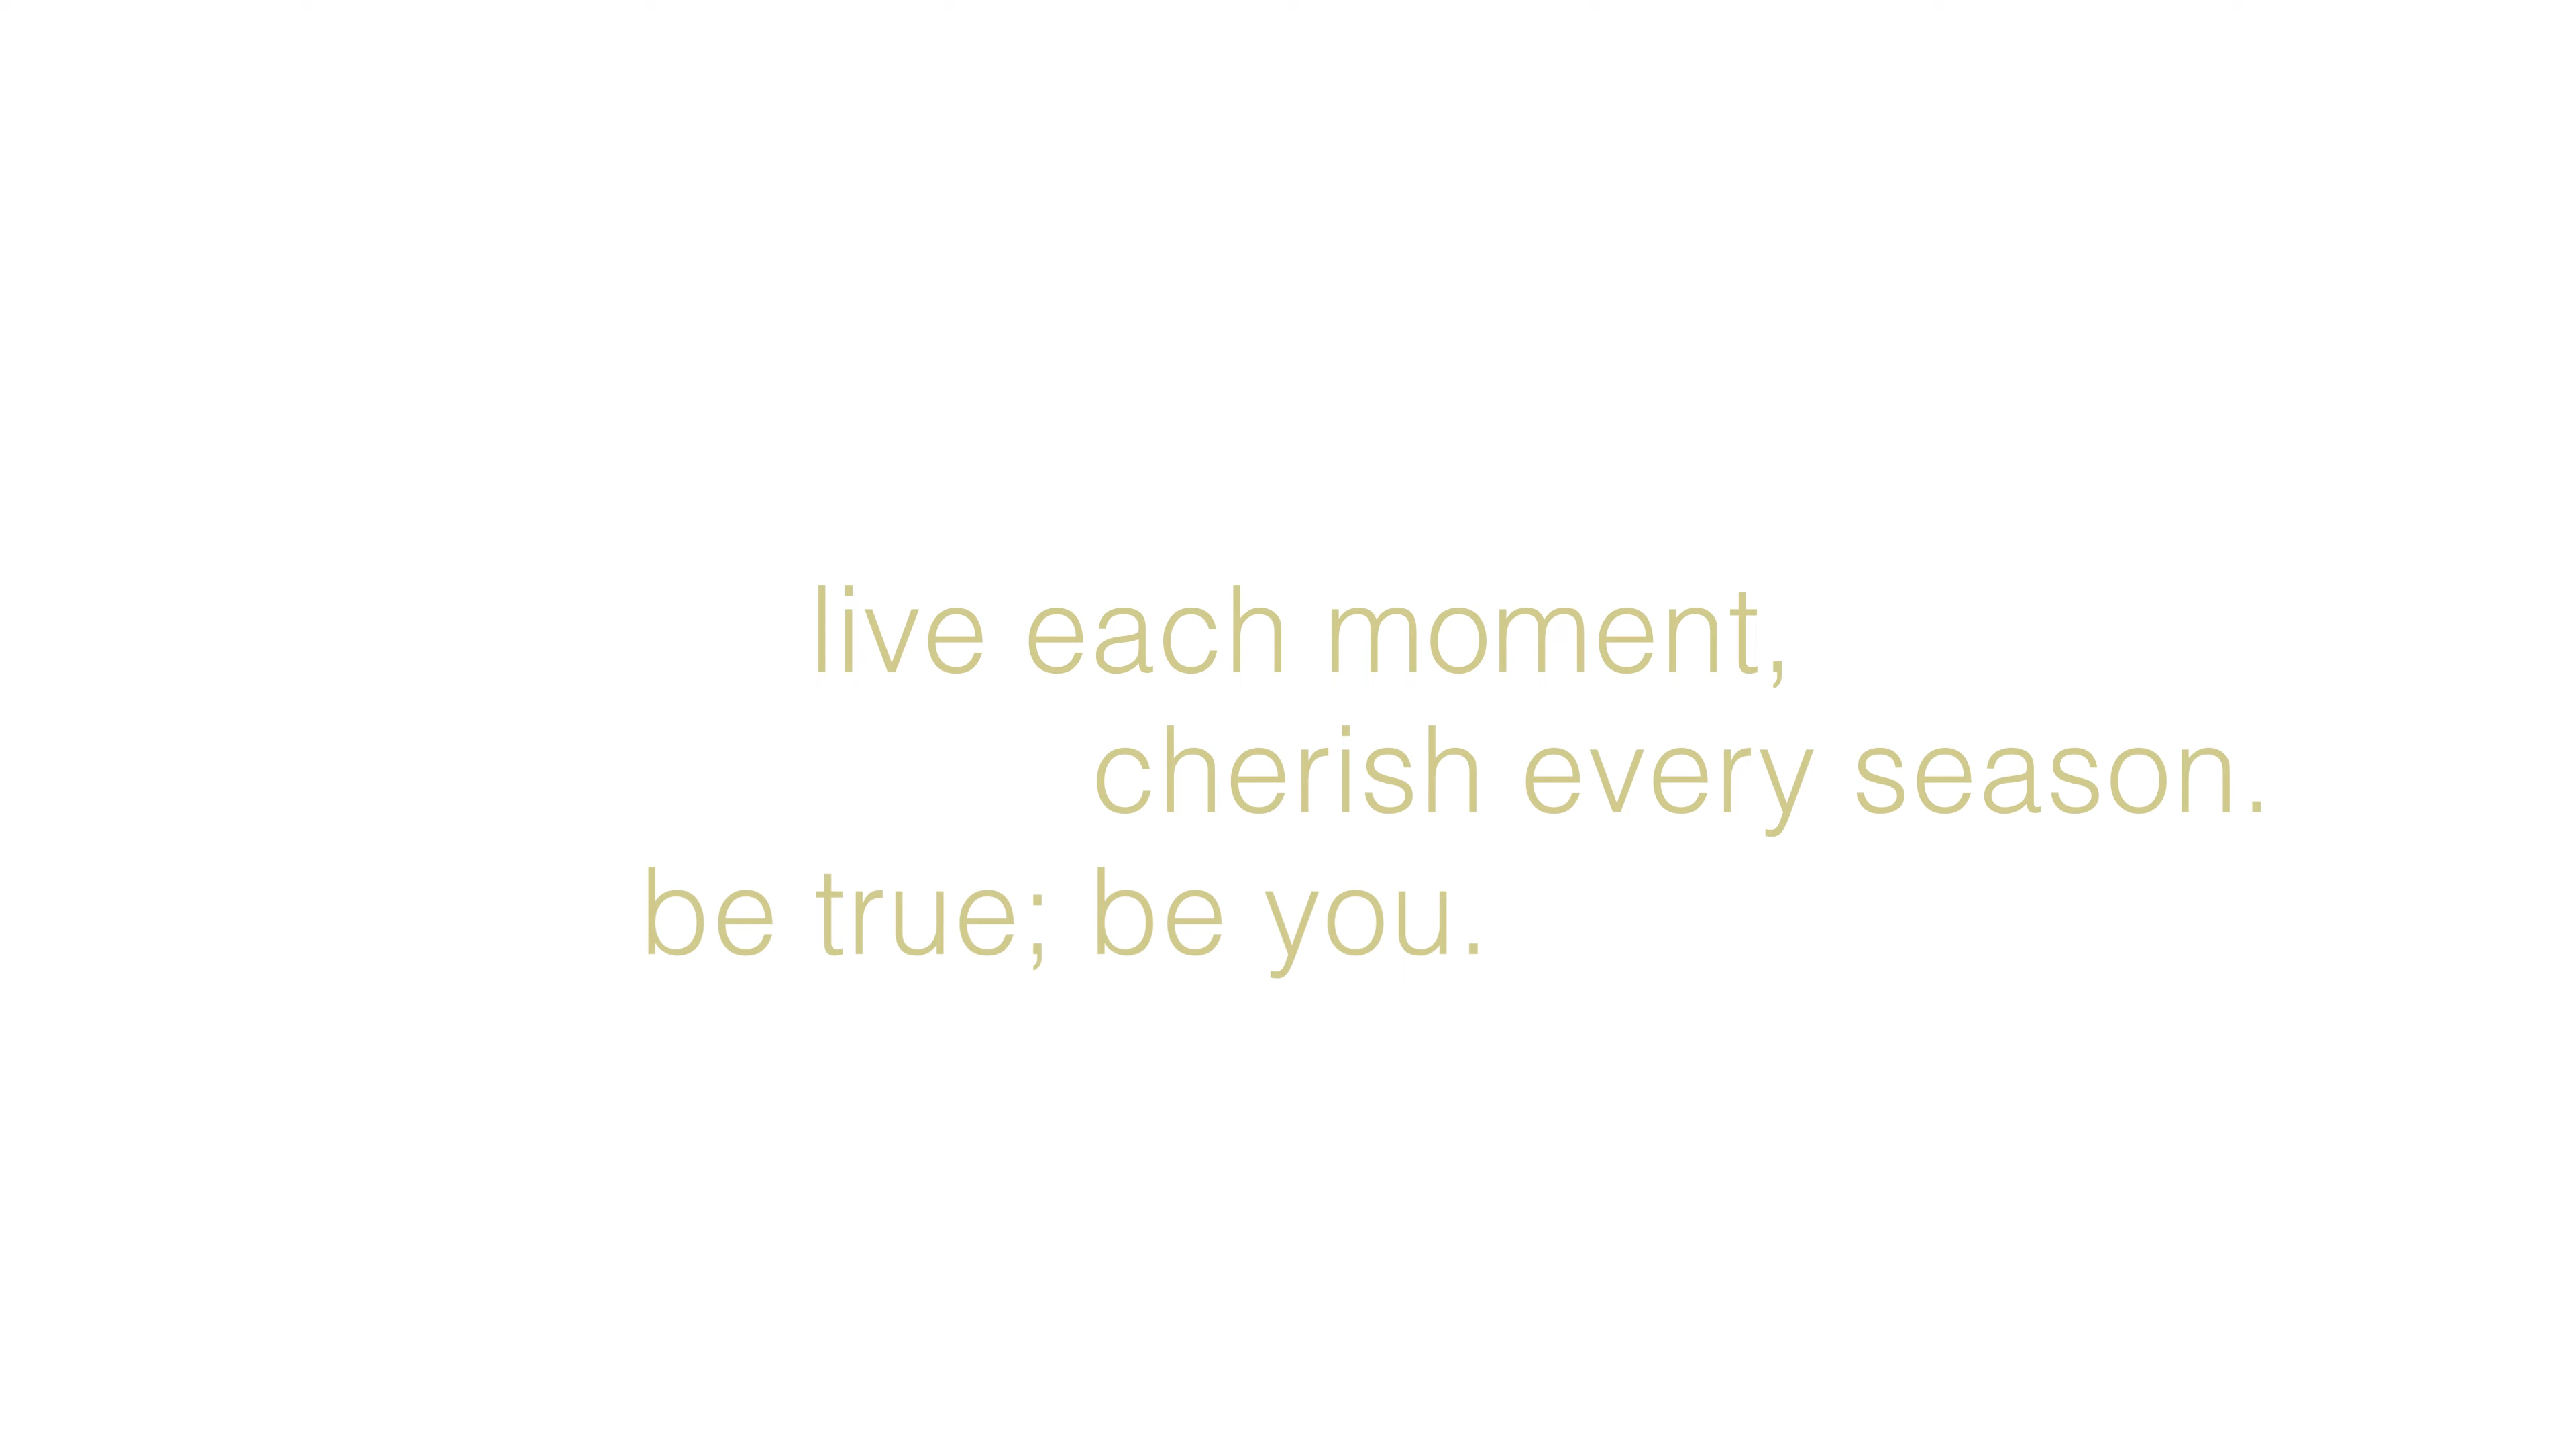 live each moment,
cherish every season.
be true; be you.